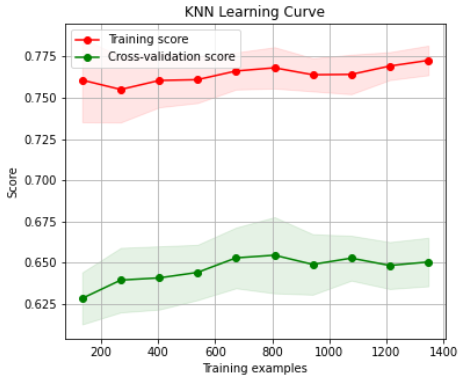 KNN Learning Curve
Training score
Cross-validation score
0.775
0.750
0.725
0.700
0.675
0.650
0.625
Score
200 400 600 800 1000 1200 1400
Training examples